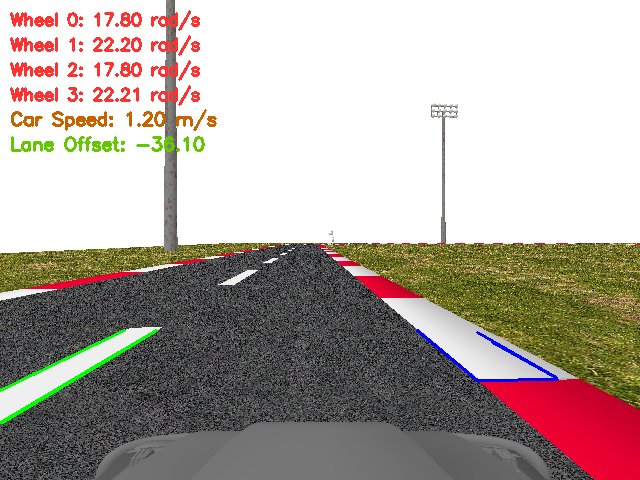 Wheel 0: 17.80 rad/s
Wheel 1: 22.20 rad/s
Wheel 2: 17.80 rad/s
Wheel 3: 22.21 rad/s
Car Speed: 1.20 m/s
Lane Offset: -36.10